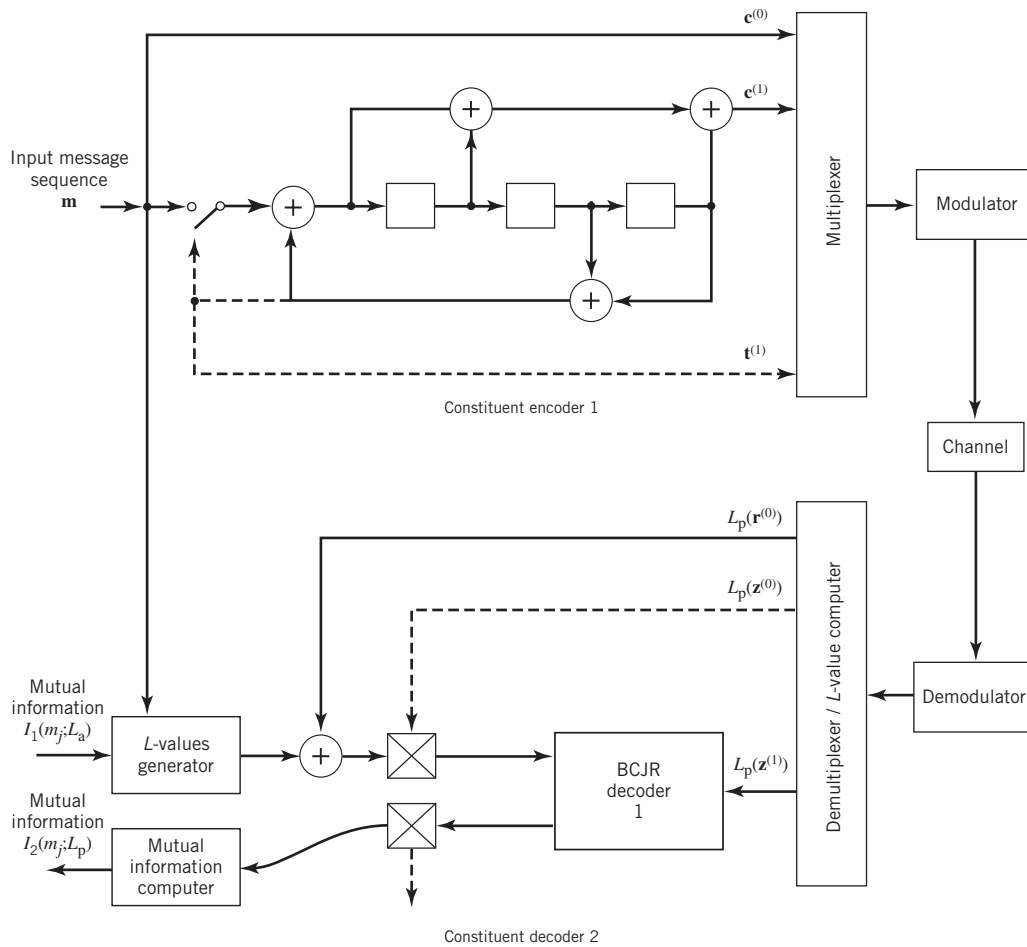 c(0)
c(1)
Input message
sequence
m
+
+
+
+
Multiplexer
Modulator
t(1)
Constituent encoder 1
Channel
Lp(r(0))
Lp(z(0))
Demultiplexer / L-value computer
Demodulator
Mutual
information
I1(mj;La)
L-values
generator
+
Lp(z(1))
BCJR
decoder
1
Mutual
information
I2(mj;Lp)
Mutual
information
computer
Constituent decoder 2